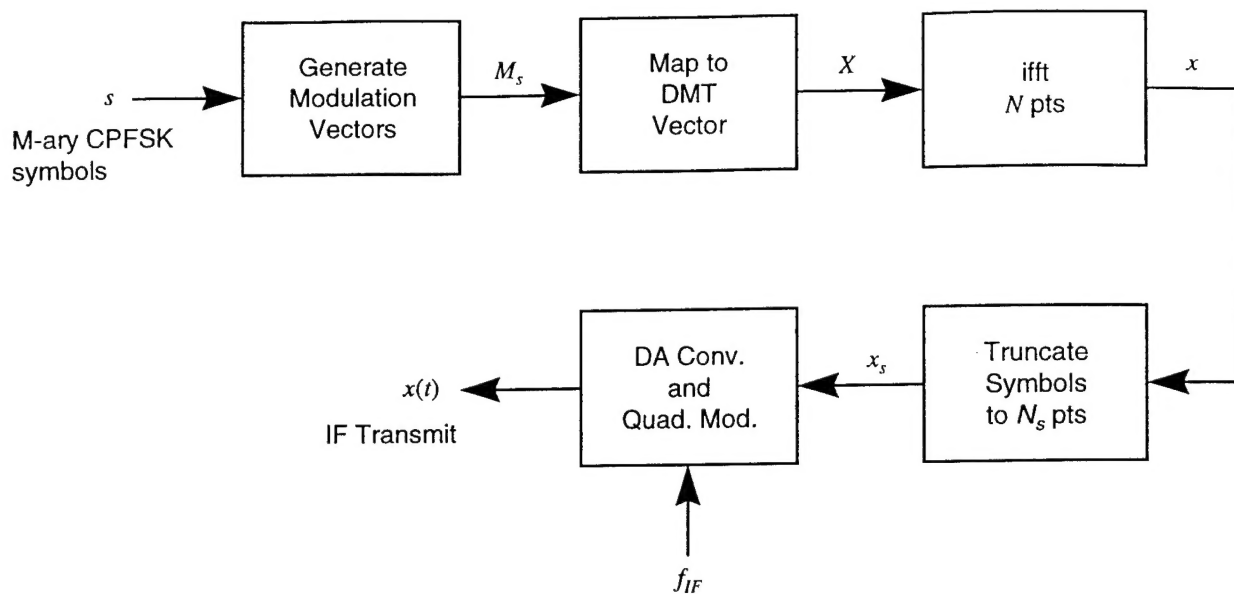 s
M-ary CPFSK
symbols
Generate
Modulation
Vectors
M_s
Map to
DMT
Vector
X
ifft
N pts
x
x(t)
IF Transmit
DA Conv.
and
Quad. Mod.
x_s
Truncate
Symbols
to N_s pts
f_IF